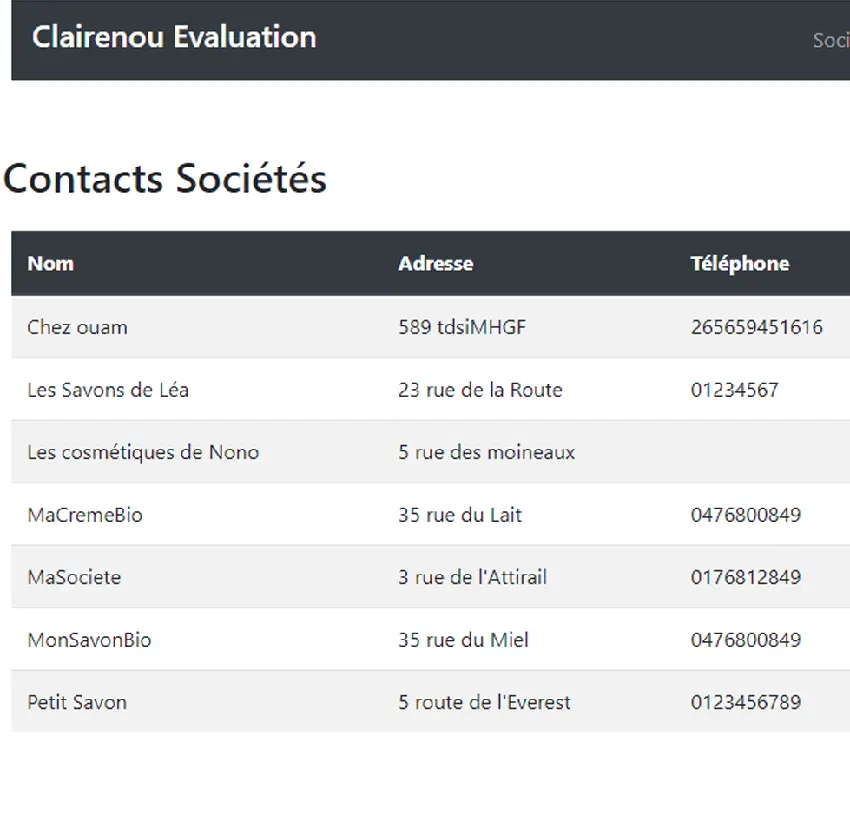 Clairenou Evaluation Soci
Contacts Sociétés
Nom Adresse Téléphone
Chez ouam 589 tdsiMHGF 265659451616
Les Savons de Léa 23 rue de la Route 01234567
Les cosmétiques de Nono 5 rue des moineaux
MaCremeBio 35 rue du Lait 0476800849
MaSociete 3 rue de l'Attirail 0176812849
MonSavonBio 35 rue du Miel 0476800849
Petit Savon 5 route de l'Everest 0123456789